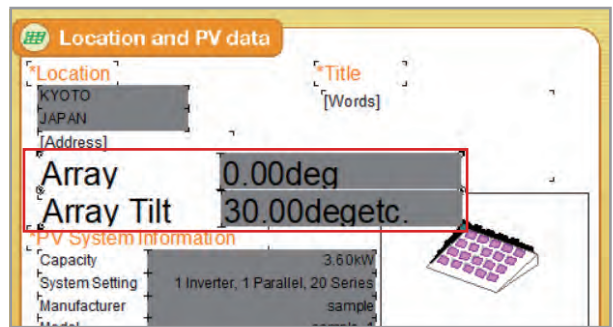 Location and PV data
*Location
*Title
KYOTO
JAPAN
[Words]
[Address]
Array 0.00deg
Array Tilt 30.00degetc.
*PV System Information
Capacity 3.60kW
System Setting 1 Inverter, 1 Parallel, 20 Series
Manufacturer sample